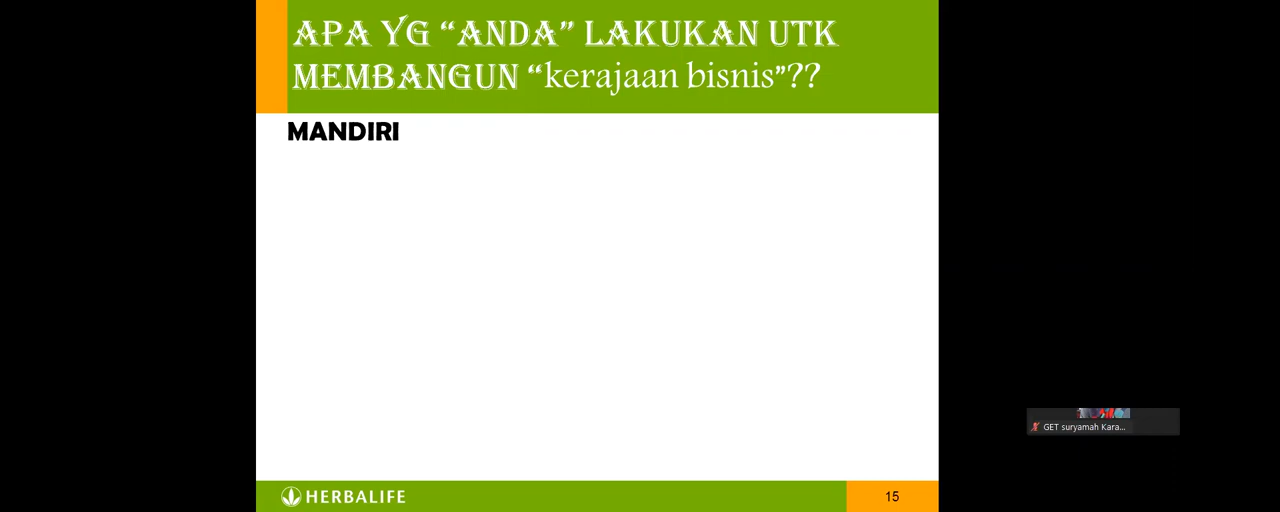 APA YG “ANDA” LAKUKAN UTK
MEMBANGUN “kerajaan bisnis”??
MANDIRI
GET suryamah Kara...
HERBALIFE
15